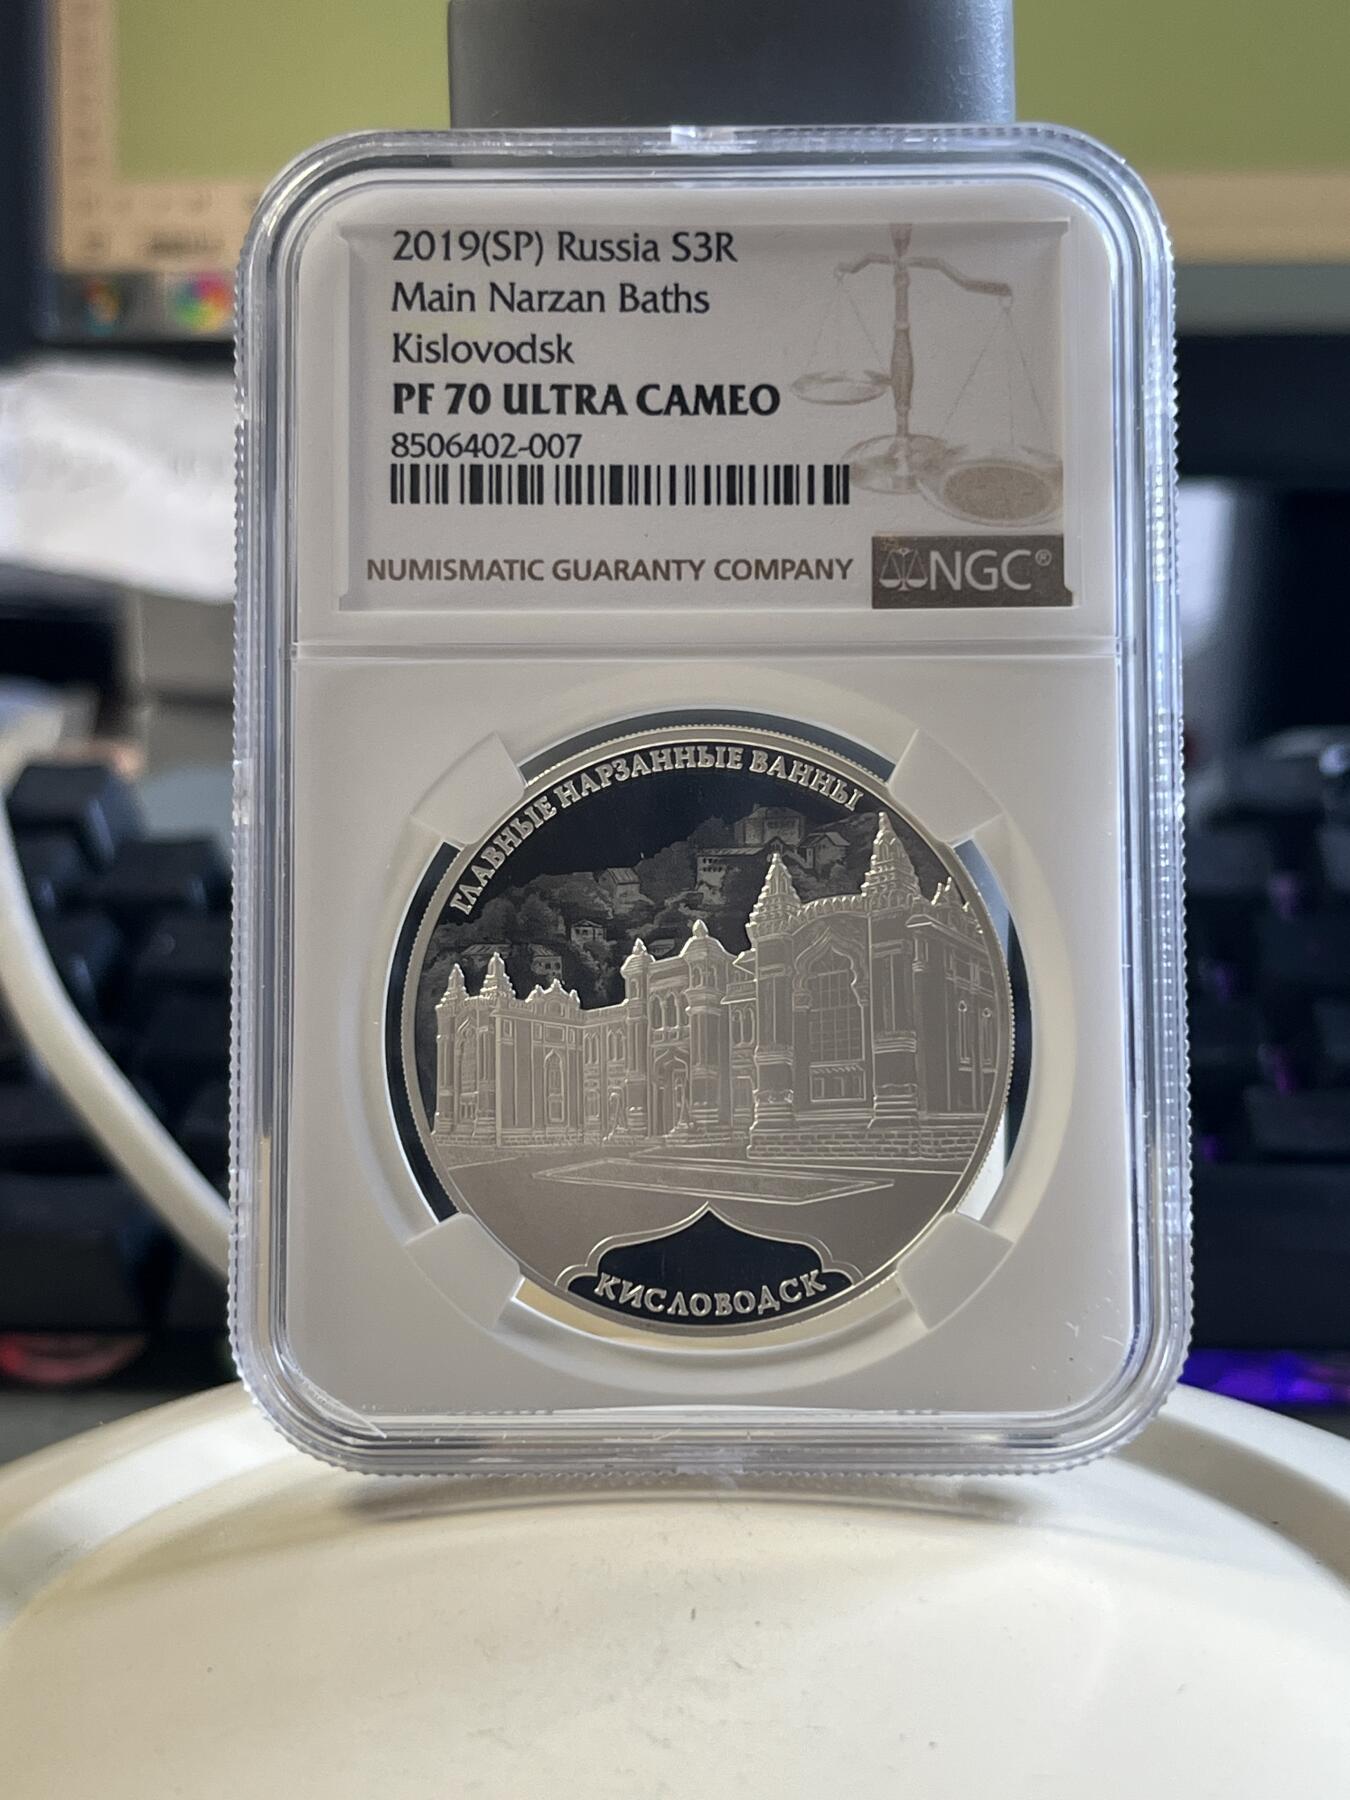 2019(SP) Russia S3R
Main Narzan Baths
Kislovodsk
PF 70 ULTRA CAMEO
8506402-007
NUMISMATIC GUARANTY COMPANY
NGC®
ГЛАВНЫЕ НАРЗАННЫЕ ВАННЫ
КИСЛОВОДСК